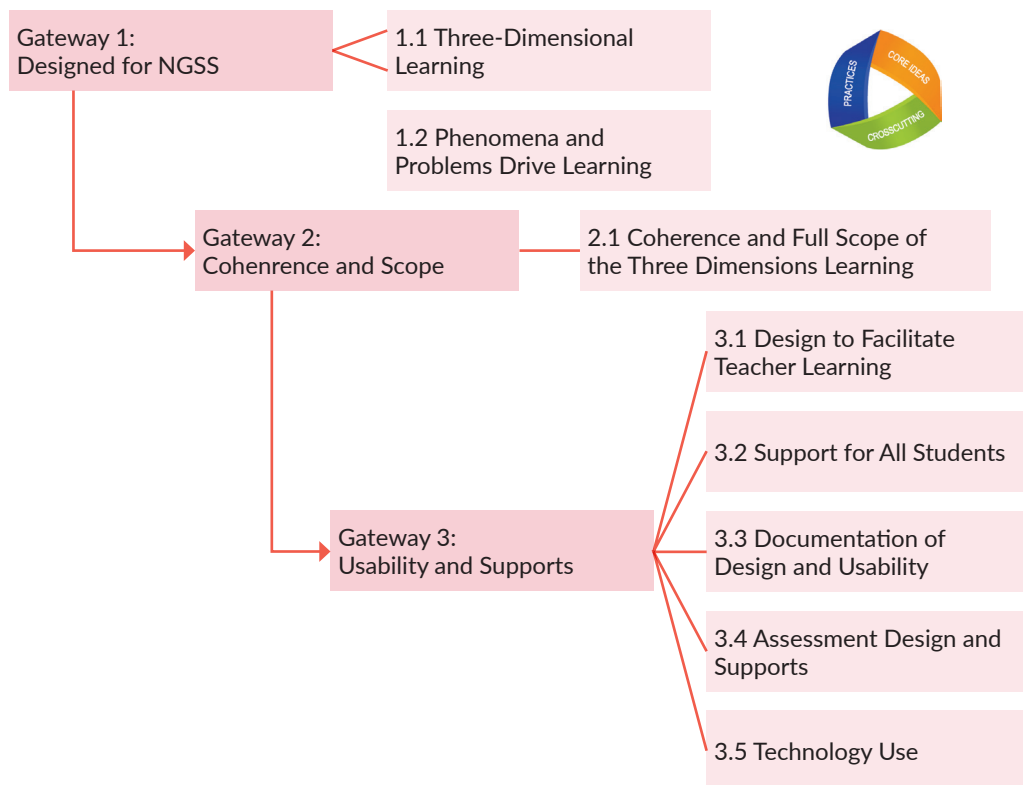 Gateway 1:
Designed for NGSS
1.1 Three-Dimensional
Learning
1.2 Phenomena and
Problems Drive Learning
PRACTICES
CORE IDEAS
CROSSCUTTING
Gateway 2:
Cohenrence and Scope
2.1 Coherence and Full Scope of
the Three Dimensions Learning
3.1 Design to Facilitate
Teacher Learning
3.2 Support for All Students
Gateway 3:
Usability and Supports
3.3 Documentation of
Design and Usability
3.4 Assessment Design and
Supports
3.5 Technology Use